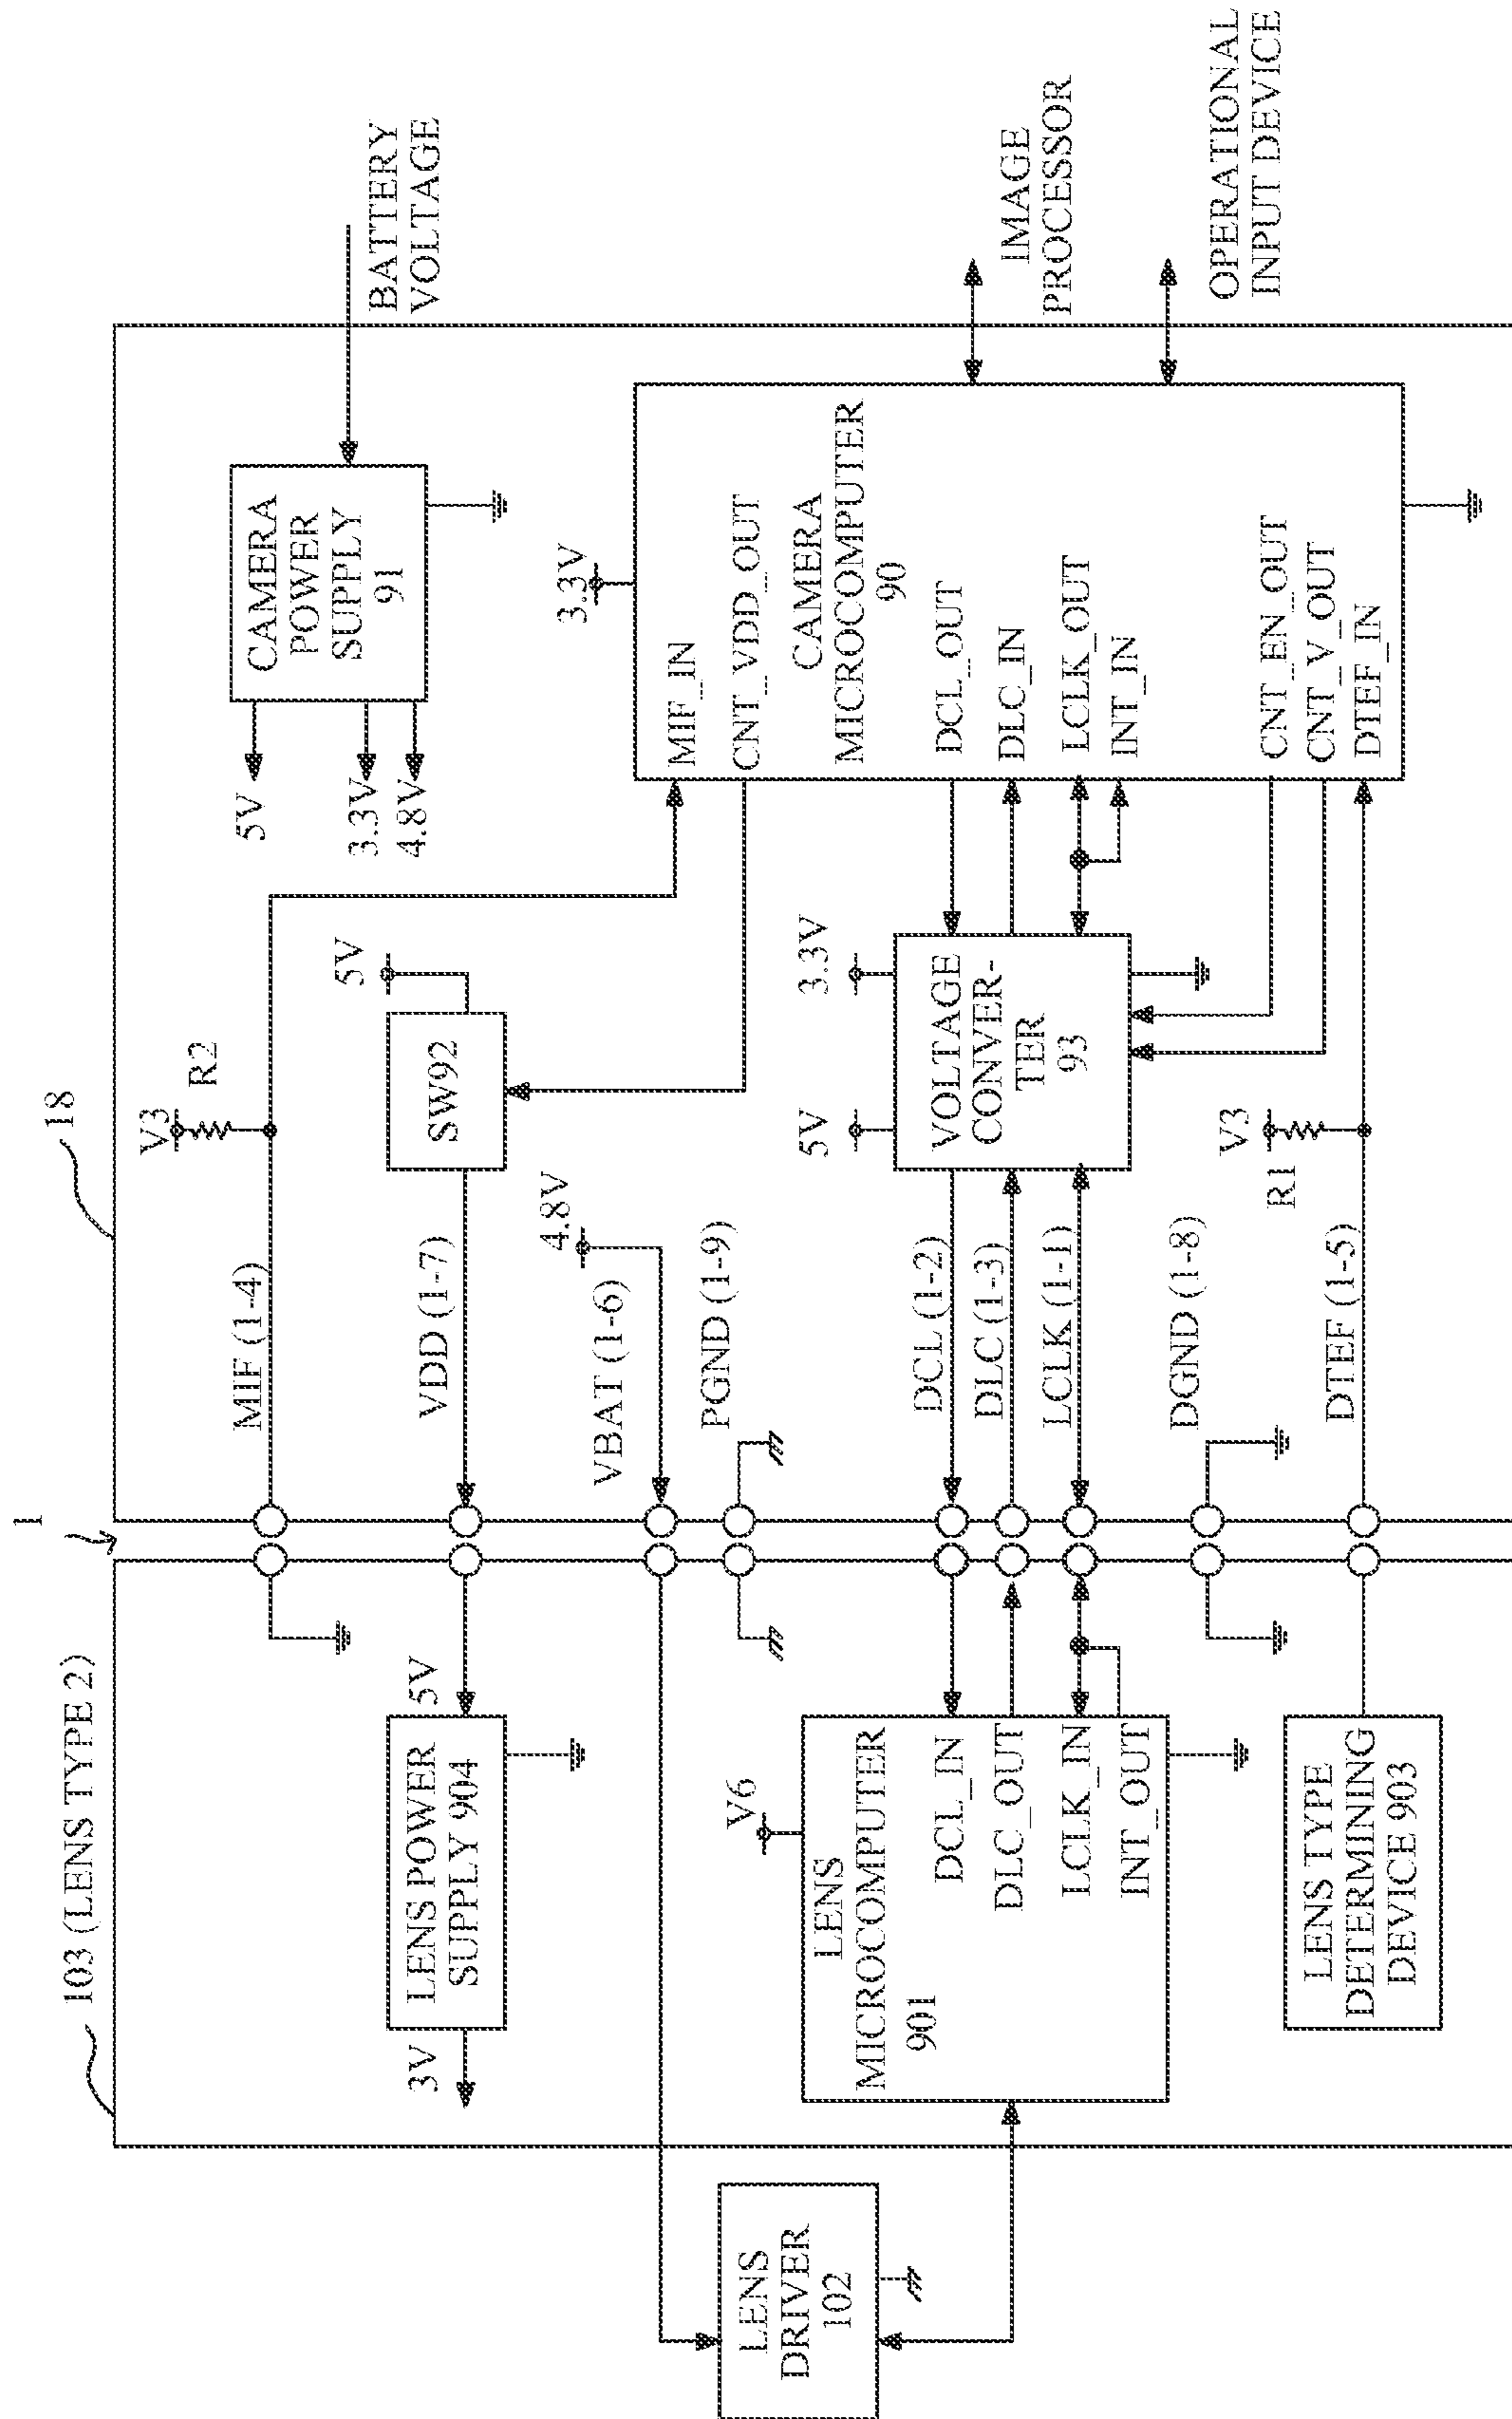 1
103 (LENS TYPE 2)
18
LENS
DRIVER
102
3V
LENS POWER
SUPPLY 904
5V
V6
LENS
MICROCOMPUTER
901
DCL_IN
DLC_OUT
LCLK_IN
INT_OUT
LENS TYPE
DETERMINING
DEVICE 903
MIF (1-4)
VDD (1-7)
VBAT (1-6)
PGND (1-9)
DCL (1-2)
DLC (1-3)
LCLK (1-1)
DGND (1-8)
DTEF (1-5)
V3
R2
SW92
5V
4.8V
5V
3.3V
VOLTAGE
CONVER-
TER
93
V3
R1
5V
3.3V
4.8V
CAMERA
POWER
SUPPLY
91
BATTERY
VOLTAGE
3.3V
MIF_IN
CNT_VDD_OUT
CAMERA
MICROCOMPUTER
90
DCL_OUT
DLC_IN
LCLK_OUT
INT_IN
CNT_EN_OUT
CNT_V_OUT
DTEF_IN
IMAGE
PROCESSOR
OPERATIONAL
INPUT DEVICE